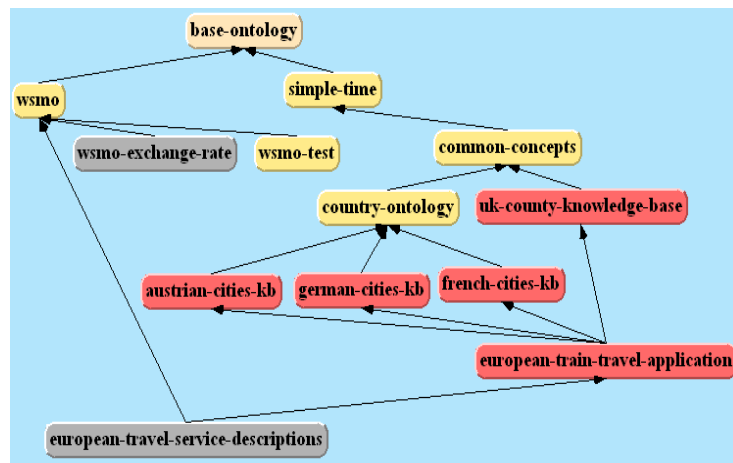 base-ontology
wsmo
simple-time
wsmo-exchange-rate
wsmo-test
common-concepts
country-ontology
uk-county-knowledge-base
austrian-cities-kb
german-cities-kb
french-cities-kb
european-train-travel-application
european-travel-service-descriptions